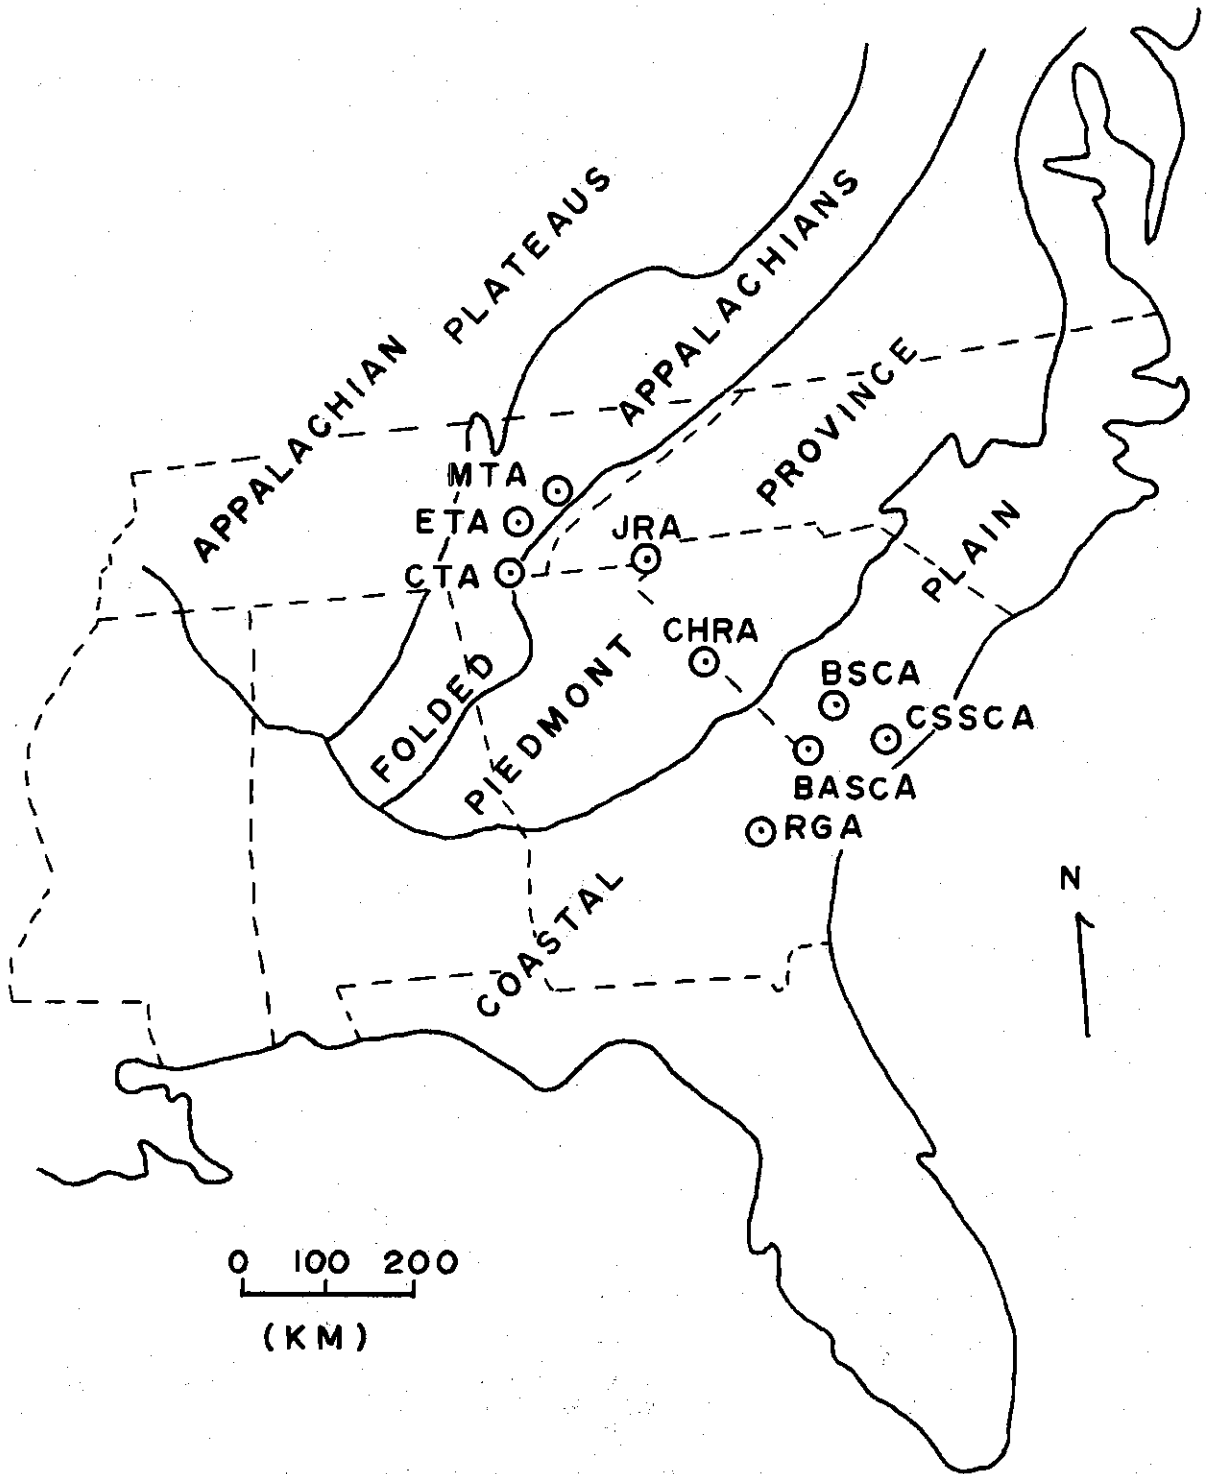 APPALACHIAN PLATEAUS
FOLDED APPALACHIANS
PIEDMONT PROVINCE
COASTAL PLAIN
MTA
ETA
JRA
CTA
CHRA
BSCA
CSSCA
BASCA
RGA
N
0 100 200
(KM)